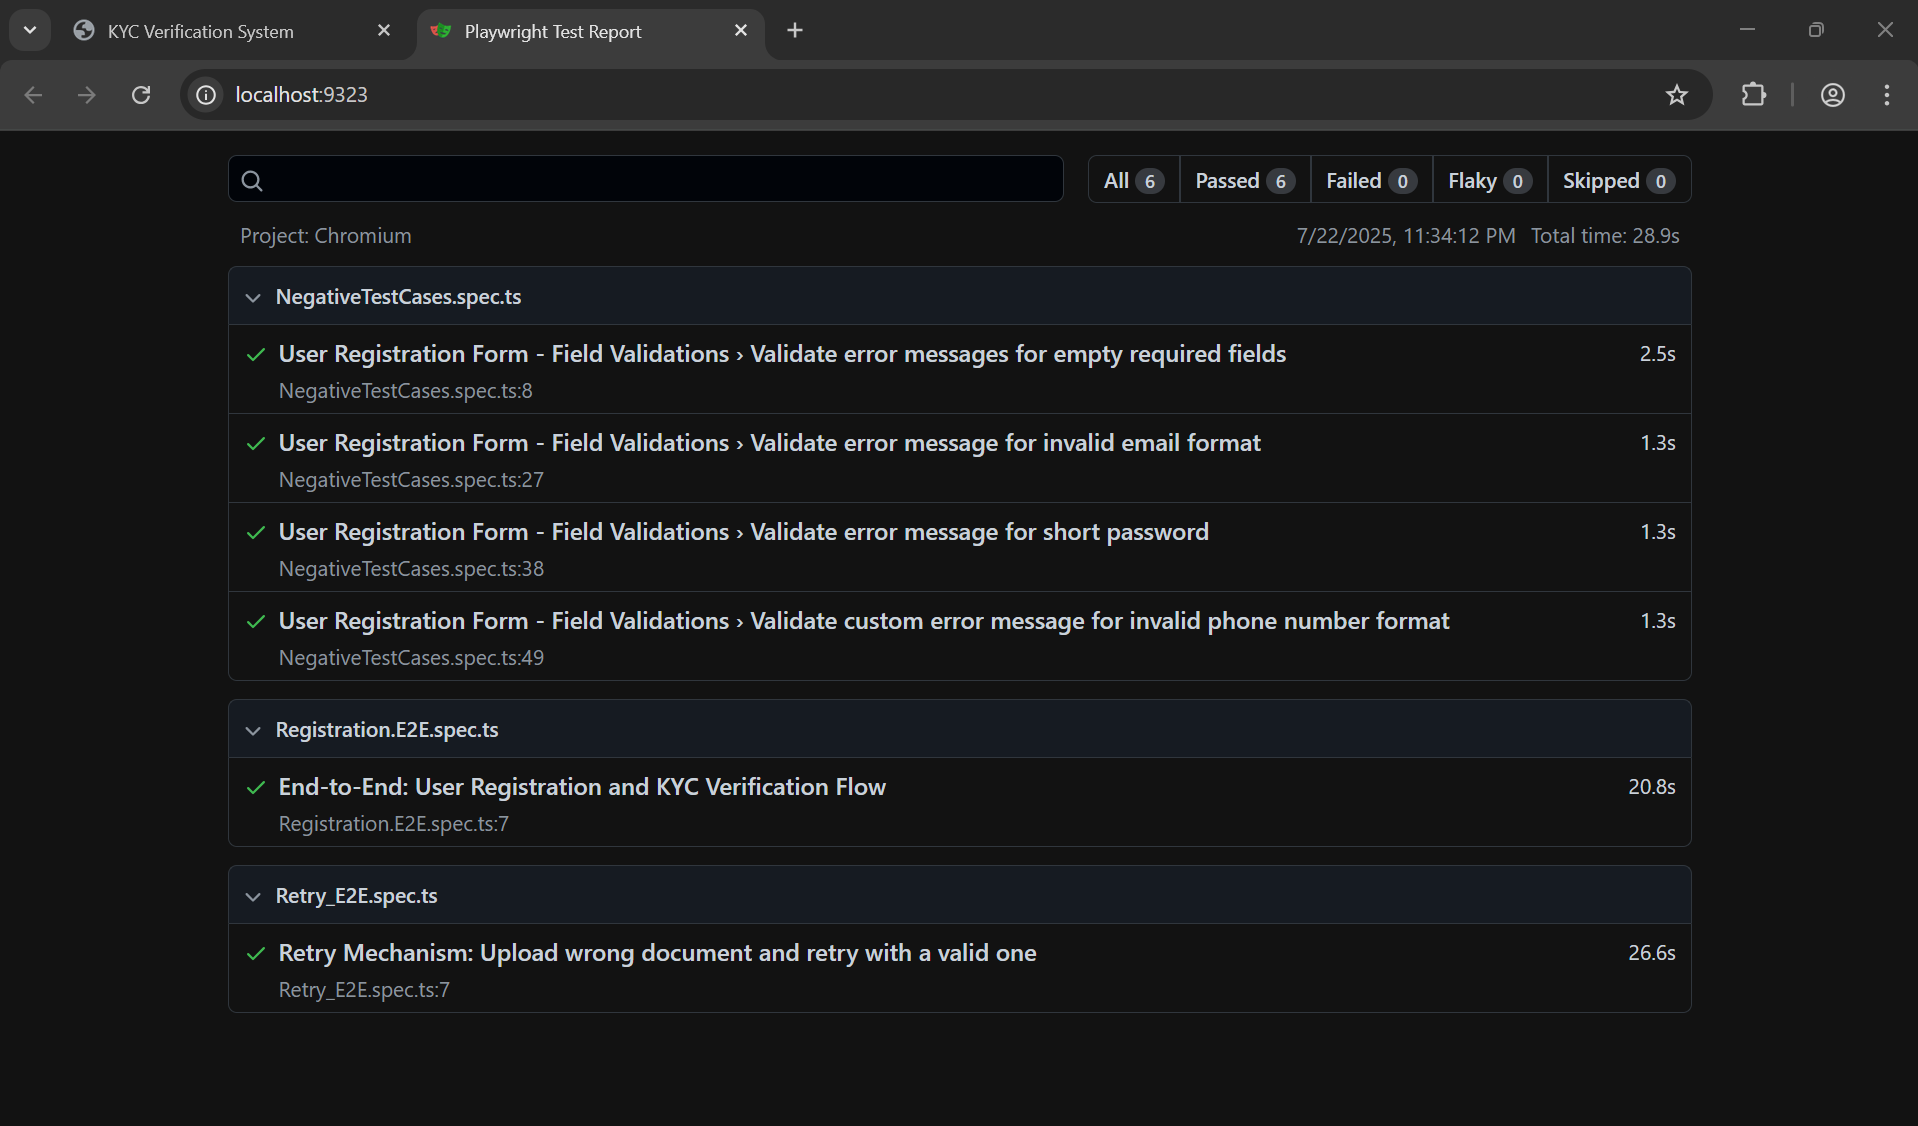 KYC Verification System
Playwright Test Report
localhost:9323
All 6 Passed 6 Failed 0 Flaky 0 Skipped 0
Project: Chromium 7/22/2025, 11:34:12 PM Total time: 28.9s
NegativeTestCases.spec.ts
User Registration Form - Field Validations › Validate error messages for empty required fields 2.5s
NegativeTestCases.spec.ts:8
User Registration Form - Field Validations › Validate error message for invalid email format 1.3s
NegativeTestCases.spec.ts:27
User Registration Form - Field Validations › Validate error message for short password 1.3s
NegativeTestCases.spec.ts:38
User Registration Form - Field Validations › Validate custom error message for invalid phone number format 1.3s
NegativeTestCases.spec.ts:49
Registration.E2E.spec.ts
End-to-End: User Registration and KYC Verification Flow 20.8s
Registration.E2E.spec.ts:7
Retry_E2E.spec.ts
Retry Mechanism: Upload wrong document and retry with a valid one 26.6s
Retry_E2E.spec.ts:7